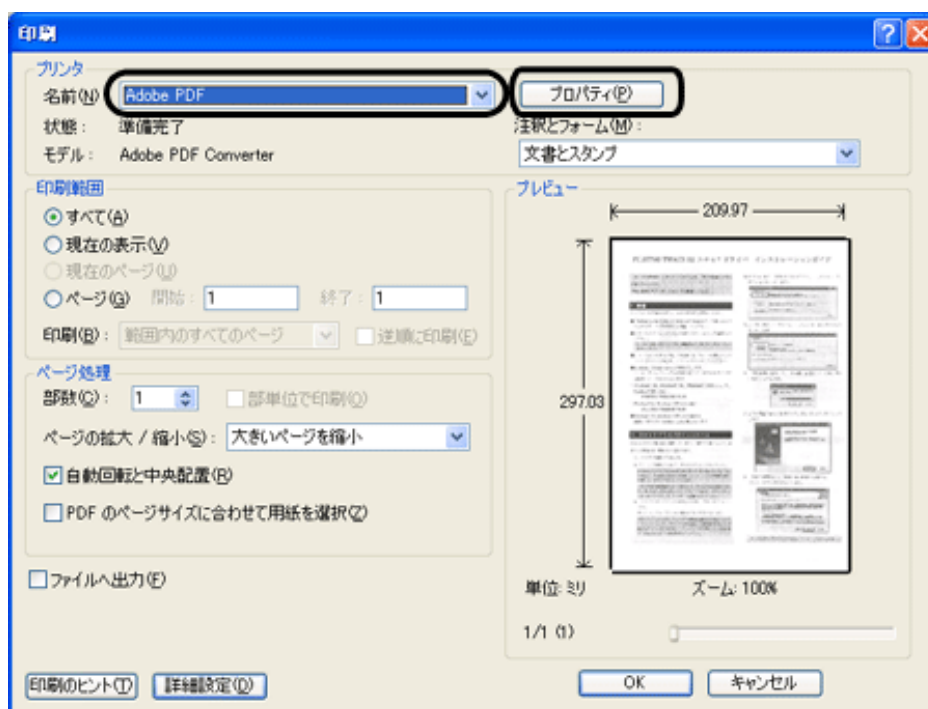 印刷
プリンタ
名前(N) Adobe PDF プロパティ(P)
状態： 準備完了 注釈とフォーム(M)：
モデル： Adobe PDF Converter 文書とスタンプ
印刷範囲
すべて(A)
現在の表示(V)
現在のページ(U)
ページ(G) 開始： 1 終了： 1
印刷(B)： 範囲内のすべてのページ 逆順に印刷(E)
ページ処理
部数(C)： 1 部単位で印刷(O)
ページの拡大 / 縮小(S)： 大きいページを縮小
自動回転と中央配置(R)
PDF のページサイズに合わせて用紙を選択(Z)
ファイルへ出力(F)
プレビュー
209.97
297.03
単位: ミリ ズーム: 100%
1/1 (1)
印刷のヒント(T) 詳細設定(D) OK キャンセル